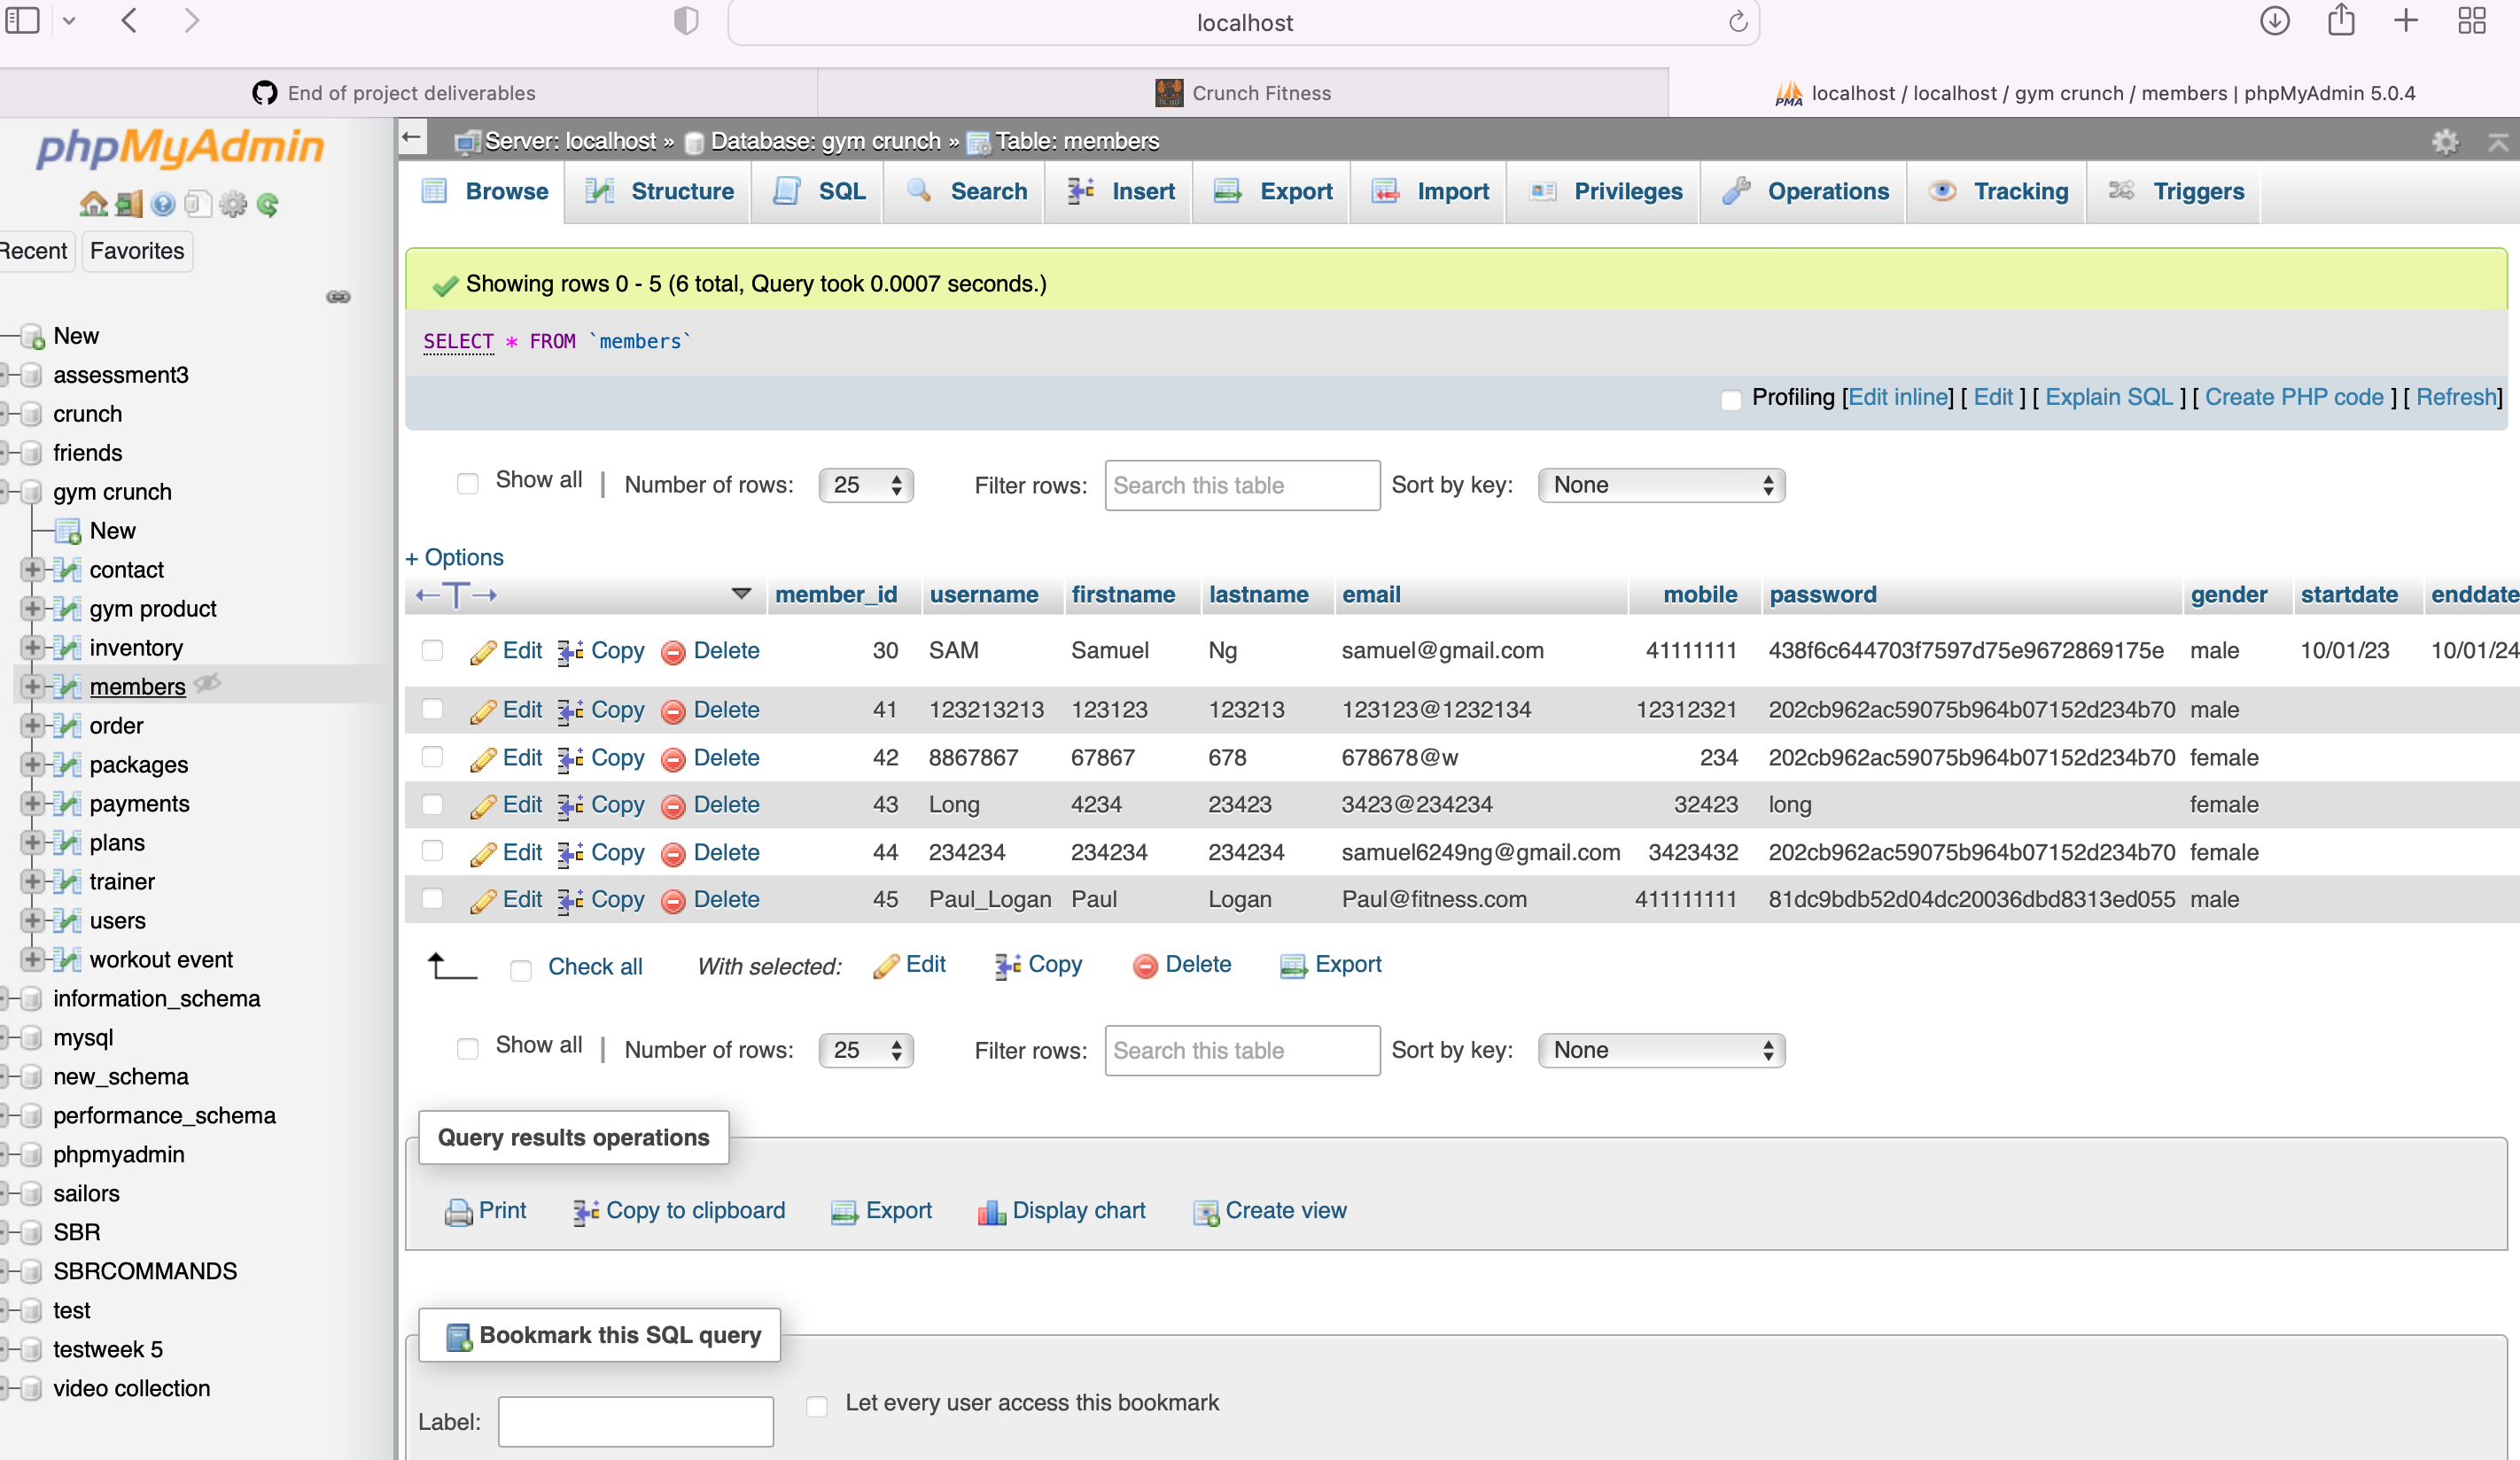 localhost
End of project deliverables
Crunch Fitness
localhost / localhost / gym crunch / members | phpMyAdmin 5.0.4
phpMyAdmin
Recent Favorites
New
assessment3
crunch
friends
gym crunch
New
contact
gym product
inventory
members
order
packages
payments
plans
trainer
users
workout event
information_schema
mysql
new_schema
performance_schema
phpmyadmin
sailors
SBR
SBRCOMMANDS
test
testweek 5
video collection
Server: localhost » Database: gym crunch » Table: members
Browse Structure SQL Search Insert Export Import Privileges Operations Tracking Triggers
Showing rows 0 - 5 (6 total, Query took 0.0007 seconds.)
SELECT * FROM `members`
Profiling [Edit inline] [ Edit ] [ Explain SQL ] [ Create PHP code ] [ Refresh]
Show all | Number of rows: 25 Filter rows: Search this table Sort by key: None
+ Options
member_id username firstname lastname email mobile password gender startdate enddate
Edit Copy Delete 30 SAM Samuel Ng samuel@gmail.com 41111111 438f6c644703f7597d75e9672869175e male 10/01/23 10/01/24
Edit Copy Delete 41 123213213 123123 123213 123123@1232134 12312321 202cb962ac59075b964b07152d234b70 male
Edit Copy Delete 42 8867867 67867 678 678678@w 234 202cb962ac59075b964b07152d234b70 female
Edit Copy Delete 43 Long 4234 23423 3423@234234 32423 long female
Edit Copy Delete 44 234234 234234 234234 samuel6249ng@gmail.com 3423432 202cb962ac59075b964b07152d234b70 female
Edit Copy Delete 45 Paul_Logan Paul Logan Paul@fitness.com 411111111 81dc9bdb52d04dc20036dbd8313ed055 male
Check all With selected: Edit Copy Delete Export
Show all | Number of rows: 25 Filter rows: Search this table Sort by key: None
Query results operations
Print Copy to clipboard Export Display chart Create view
Bookmark this SQL query
Label: Let every user access this bookmark